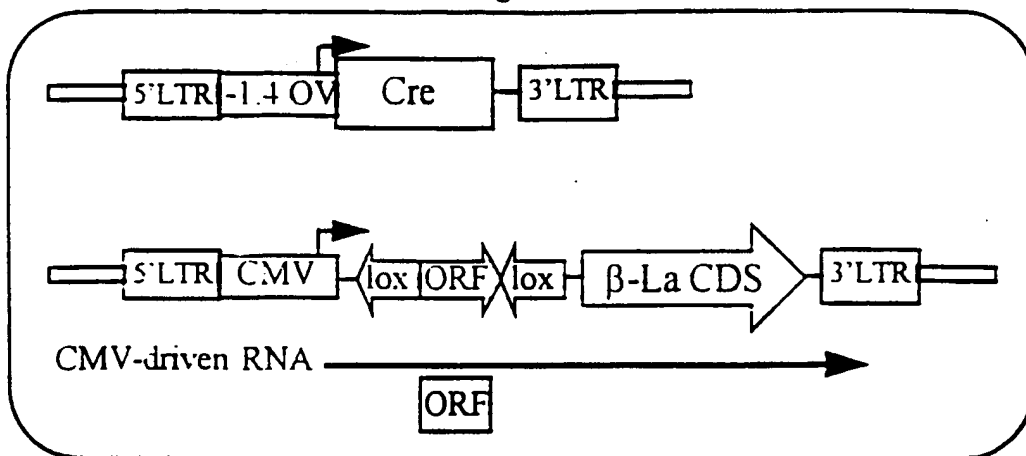 5'LTR -1.4 OV Cre 3'LTR
5'LTR CMV lox ORF lox β-La CDS 3'LTR
CMV-driven RNA
ORF